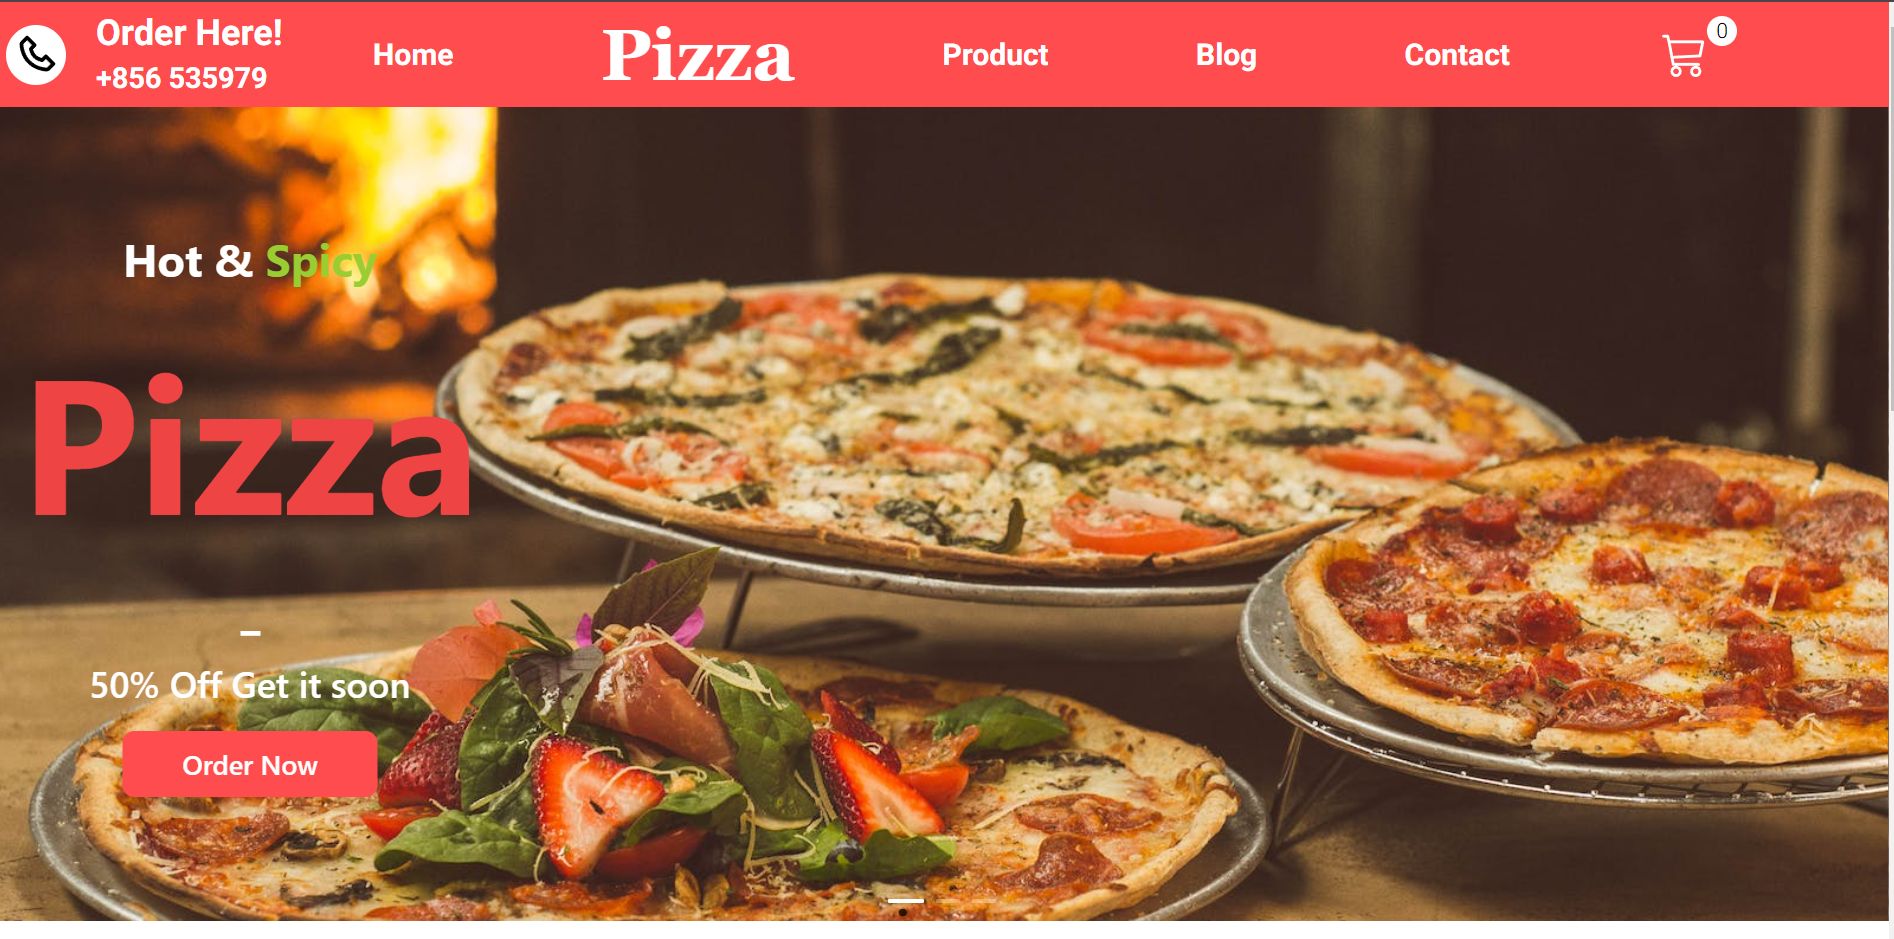 Order Here!
+856 535979
Home
Pizza
Product
Blog
Contact
0
Hot & Spicy
Pizza
–
50% Off Get it soon
Order Now